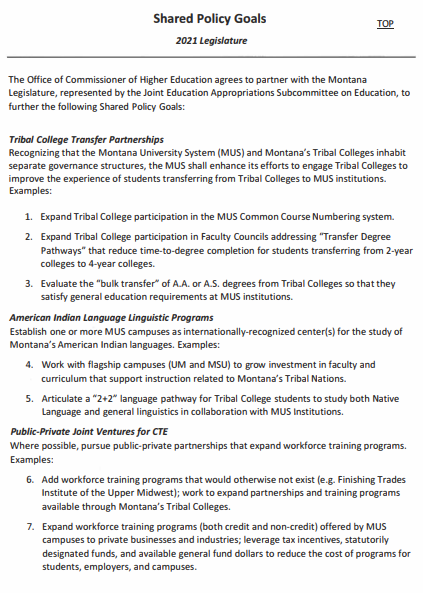 Shared Policy Goals
TOP
2021 Legislature
The Office of Commissioner of Higher Education agrees to partner with the Montana
Legislature, represented by the Joint Education Appropriations Subcommittee on Education, to
further the following Shared Policy Goals:
Tribal College Transfer Partnerships
Recognizing that the Montana University System (MUS) and Montana's Tribal Colleges inhabit
separate governance structures, the MUS shall enhance its efforts to engage Tribal Colleges to
improve the experience of students transferring from Tribal Colleges to MUS institutions.
Examples:
1. Expand Tribal College participation in the MUS Common Course Numbering system.
2. Expand Tribal College participation in Faculty Councils addressing "Transfer Degree
Pathways" that reduce time-to-degree completion for students transferring from 2-year
colleges to 4-year colleges.
3. Evaluate the "bulk transfer" of A.A. or A.S. degrees from Tribal Colleges so that they
satisfy general education requirements at MUS institutions.
American Indian Language Linguistic Programs
Establish one or more MUS campuses as internationally-recognized center(s) for the study of
Montana's American Indian languages. Examples:
4. Work with flagship campuses (UM and MSU) to grow investment in faculty and
curriculum that support instruction related to Montana's Tribal Nations.
5. Articulate a "2+2" language pathway for Tribal College students to study both Native
Language and general linguistics in collaboration with MUS Institutions.
Public-Private Joint Ventures for CTE
Where possible, pursue public-private partnerships that expand workforce training programs.
Examples:
6. Add workforce training programs that would otherwise not exist (e.g. Finishing Trades
Institute of the Upper Midwest); work to expand partnerships and training programs
available through Montana's Tribal Colleges.
7. Expand workforce training programs (both credit and non-credit) offered by MUS
campuses to private businesses and industries; leverage tax incentives, statutorily
designated funds, and available general fund dollars to reduce the cost of programs for
students, employers, and campuses.